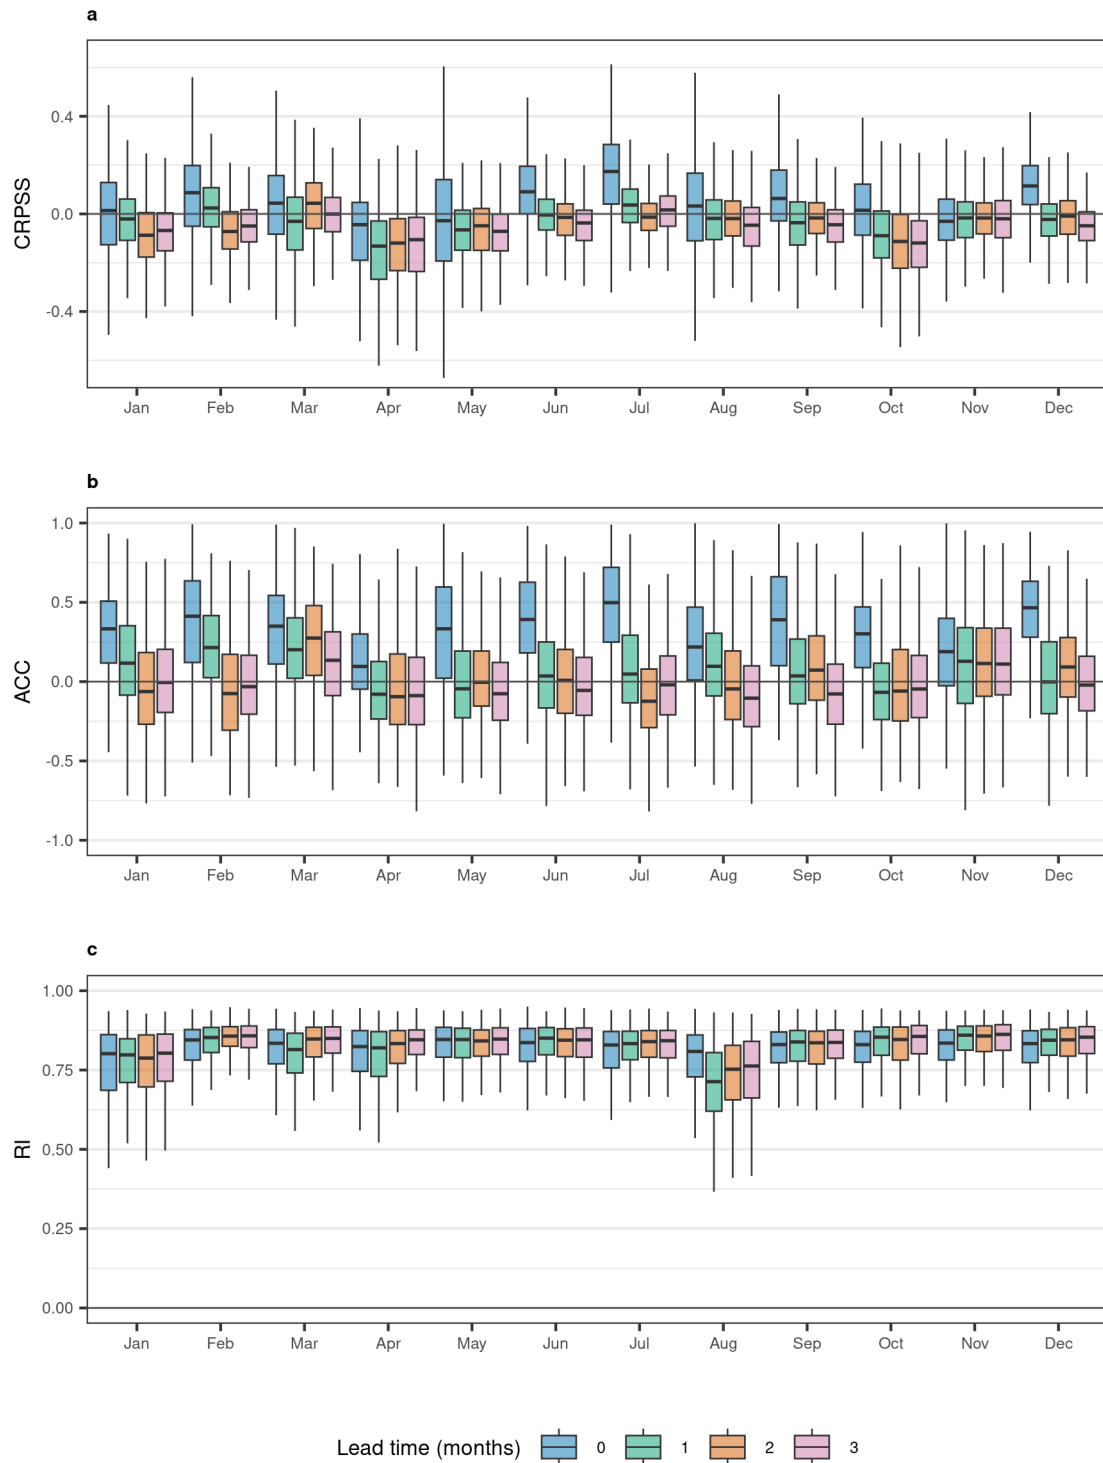 a
CRPSS
0.4
0.0
-0.4
Jan Feb Mar Apr May Jun Jul Aug Sep Oct Nov Dec
b
ACC
1.0
0.5
0.0
-0.5
-1.0
Jan Feb Mar Apr May Jun Jul Aug Sep Oct Nov Dec
c
RI
1.00
0.75
0.50
0.25
0.00
Jan Feb Mar Apr May Jun Jul Aug Sep Oct Nov Dec
Lead time (months) 0 1 2 3